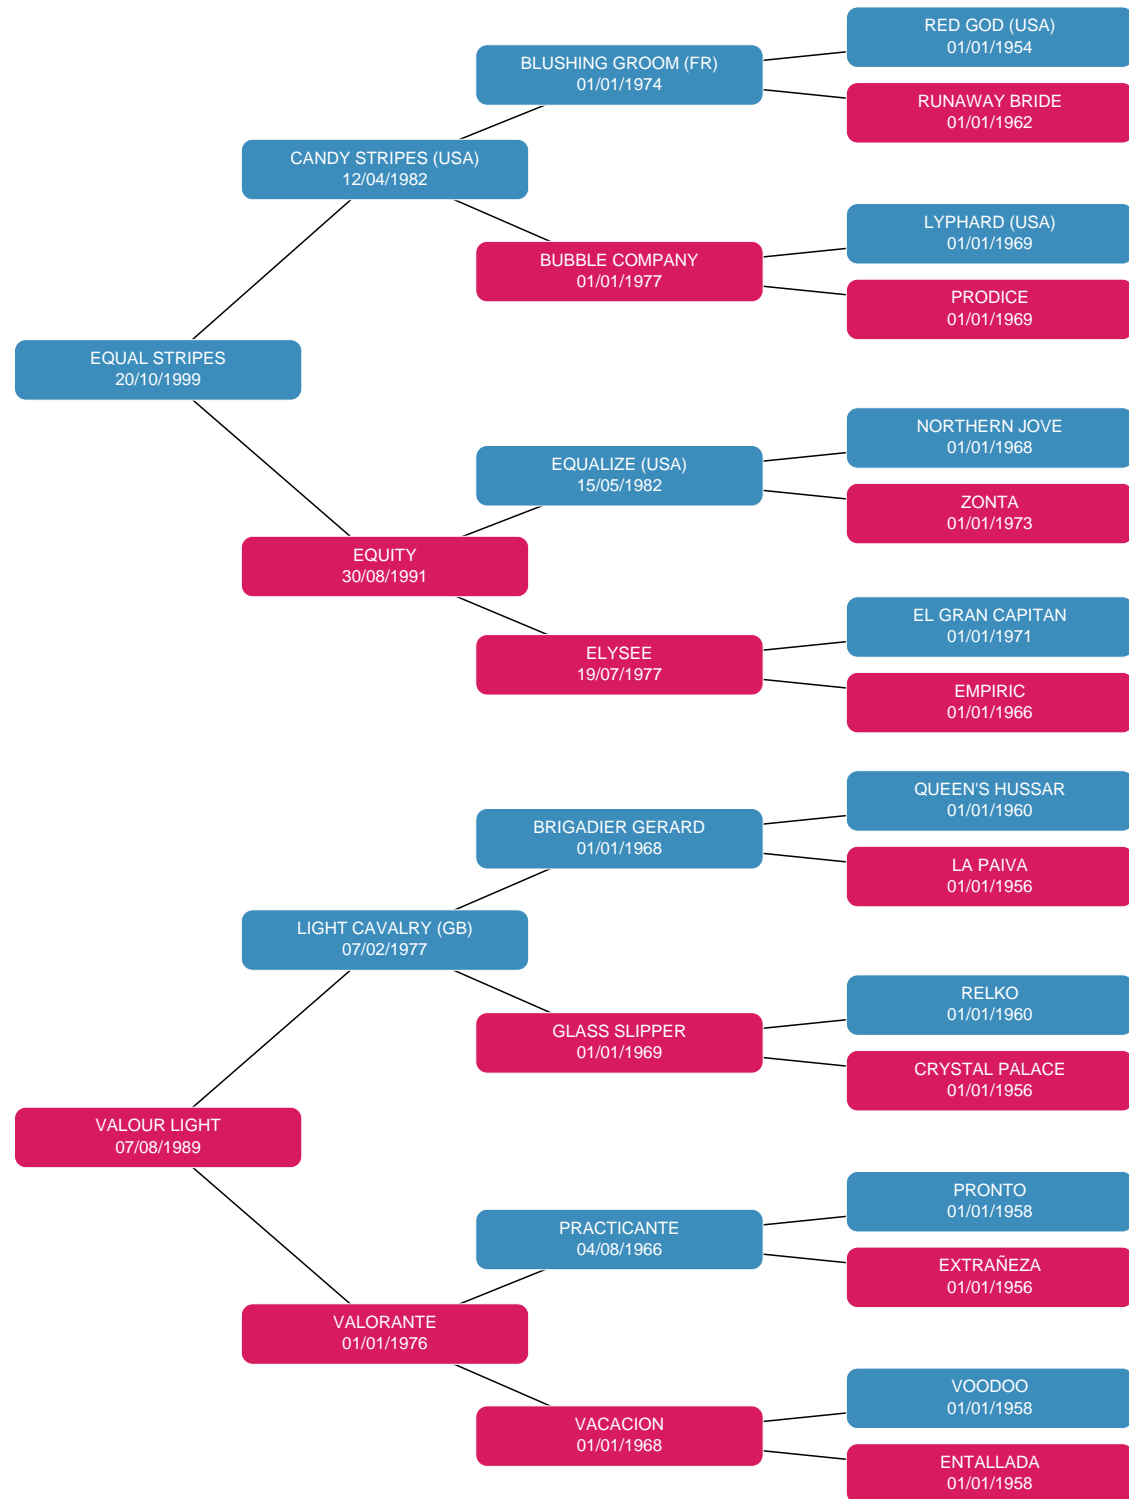 RED GOD (USA)
01/01/1954
BLUSHING GROOM (FR)
01/01/1974
RUNAWAY BRIDE
01/01/1962
CANDY STRIPES (USA)
12/04/1982
LYPHARD (USA)
01/01/1969
BUBBLE COMPANY
01/01/1977
PRODICE
01/01/1969
EQUAL STRIPES
20/10/1999
NORTHERN JOVE
01/01/1968
EQUALIZE (USA)
15/05/1982
ZONTA
01/01/1973
EQUITY
30/08/1991
EL GRAN CAPITAN
01/01/1971
ELYSEE
19/07/1977
EMPIRIC
01/01/1966
QUEEN'S HUSSAR
01/01/1960
BRIGADIER GERARD
01/01/1968
LA PAIVA
01/01/1956
LIGHT CAVALRY (GB)
07/02/1977
RELKO
01/01/1960
GLASS SLIPPER
01/01/1969
CRYSTAL PALACE
01/01/1956
VALOUR LIGHT
07/08/1989
PRONTO
01/01/1958
PRACTICANTE
04/08/1966
EXTRAÑEZA
01/01/1956
VALORANTE
01/01/1976
VOODOO
01/01/1958
VACACION
01/01/1968
ENTALLADA
01/01/1958